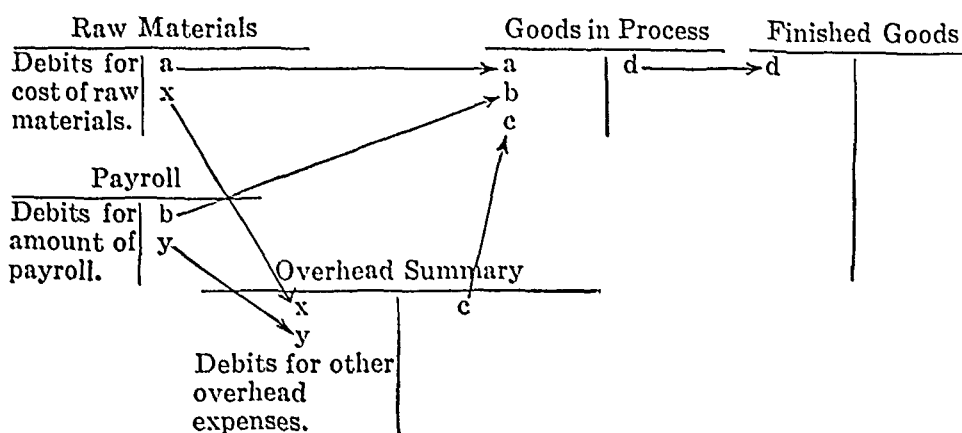 Raw Materials
Goods in Process
Finished Goods
Debits for a
cost of raw x
materials.
a d
b
c
d
Payroll
Debits for b
amount of y
payroll.
Overhead Summary
x c
y
Debits for other
overhead
expenses.